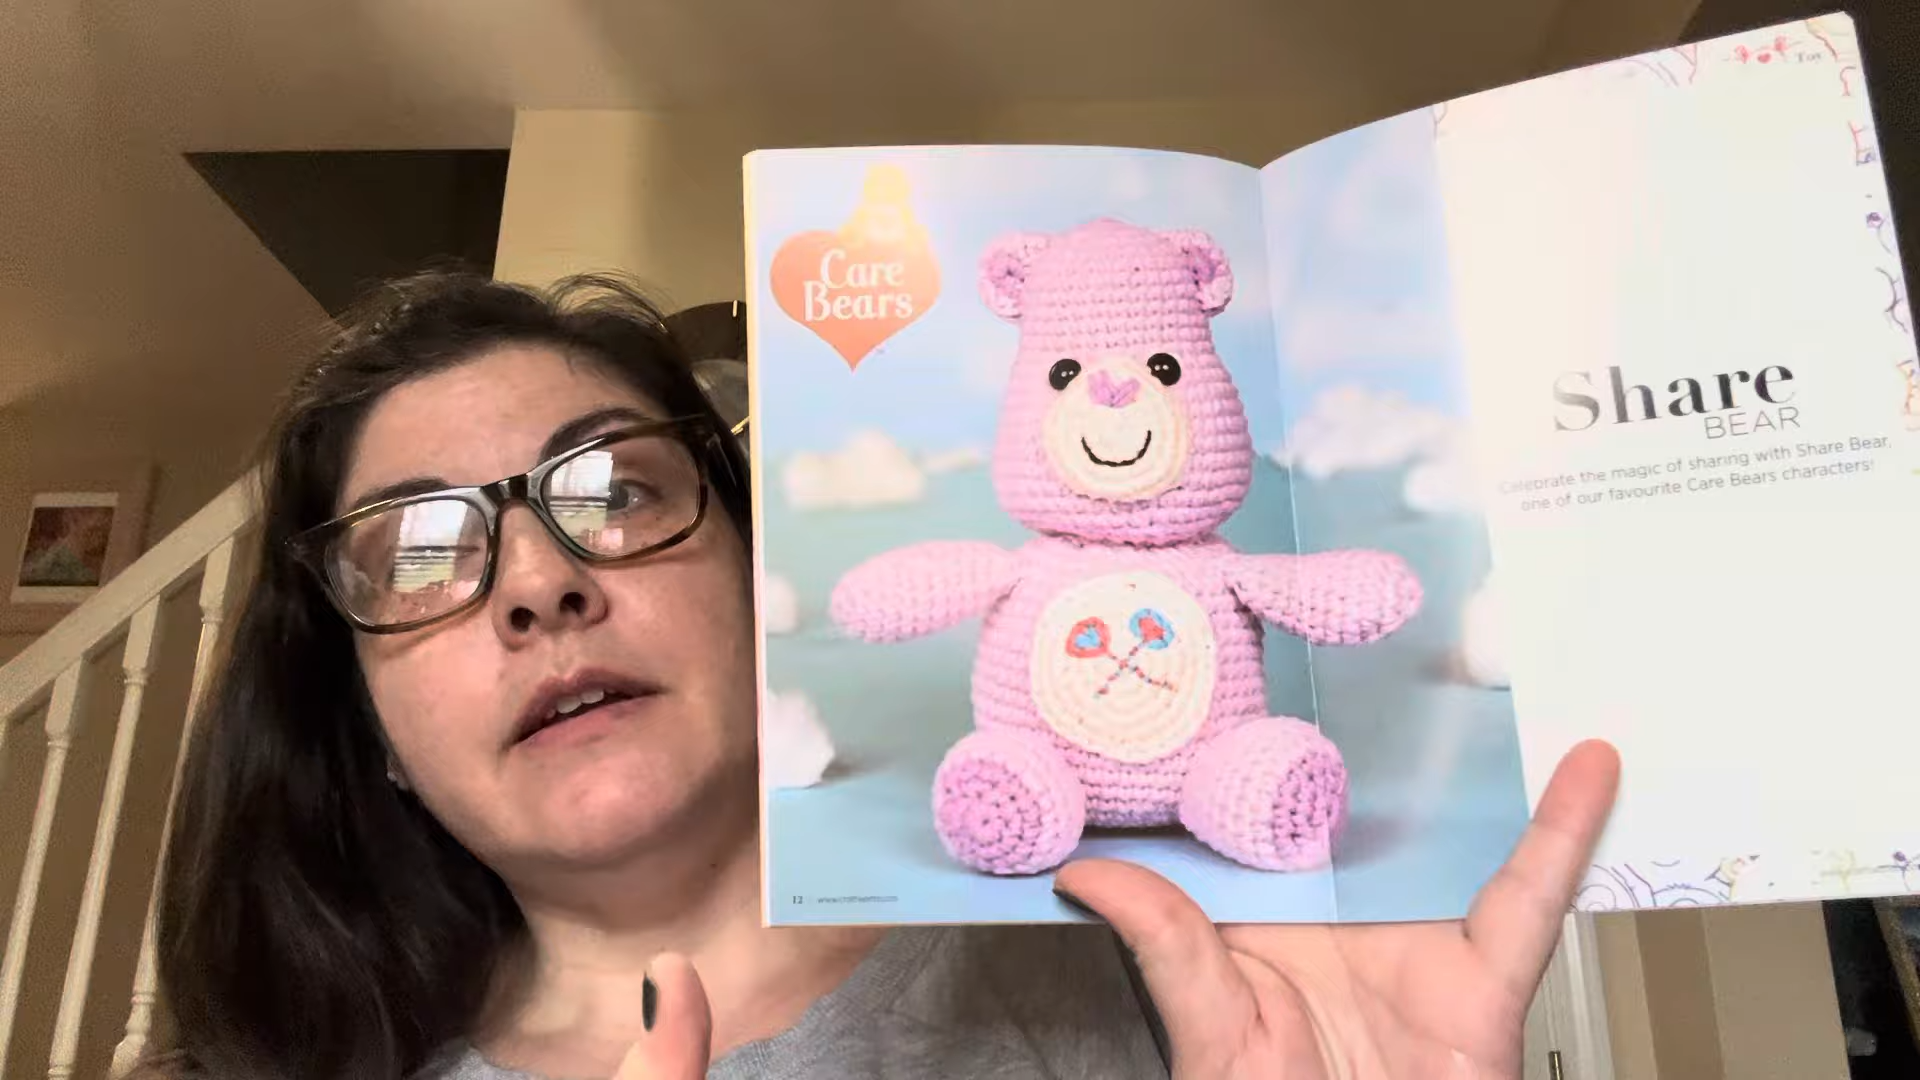 Care
Bears
Share
BEAR
Celebrate the magic of sharing with Share Bear,
one of our favourite Care Bears characters!
12
Toy